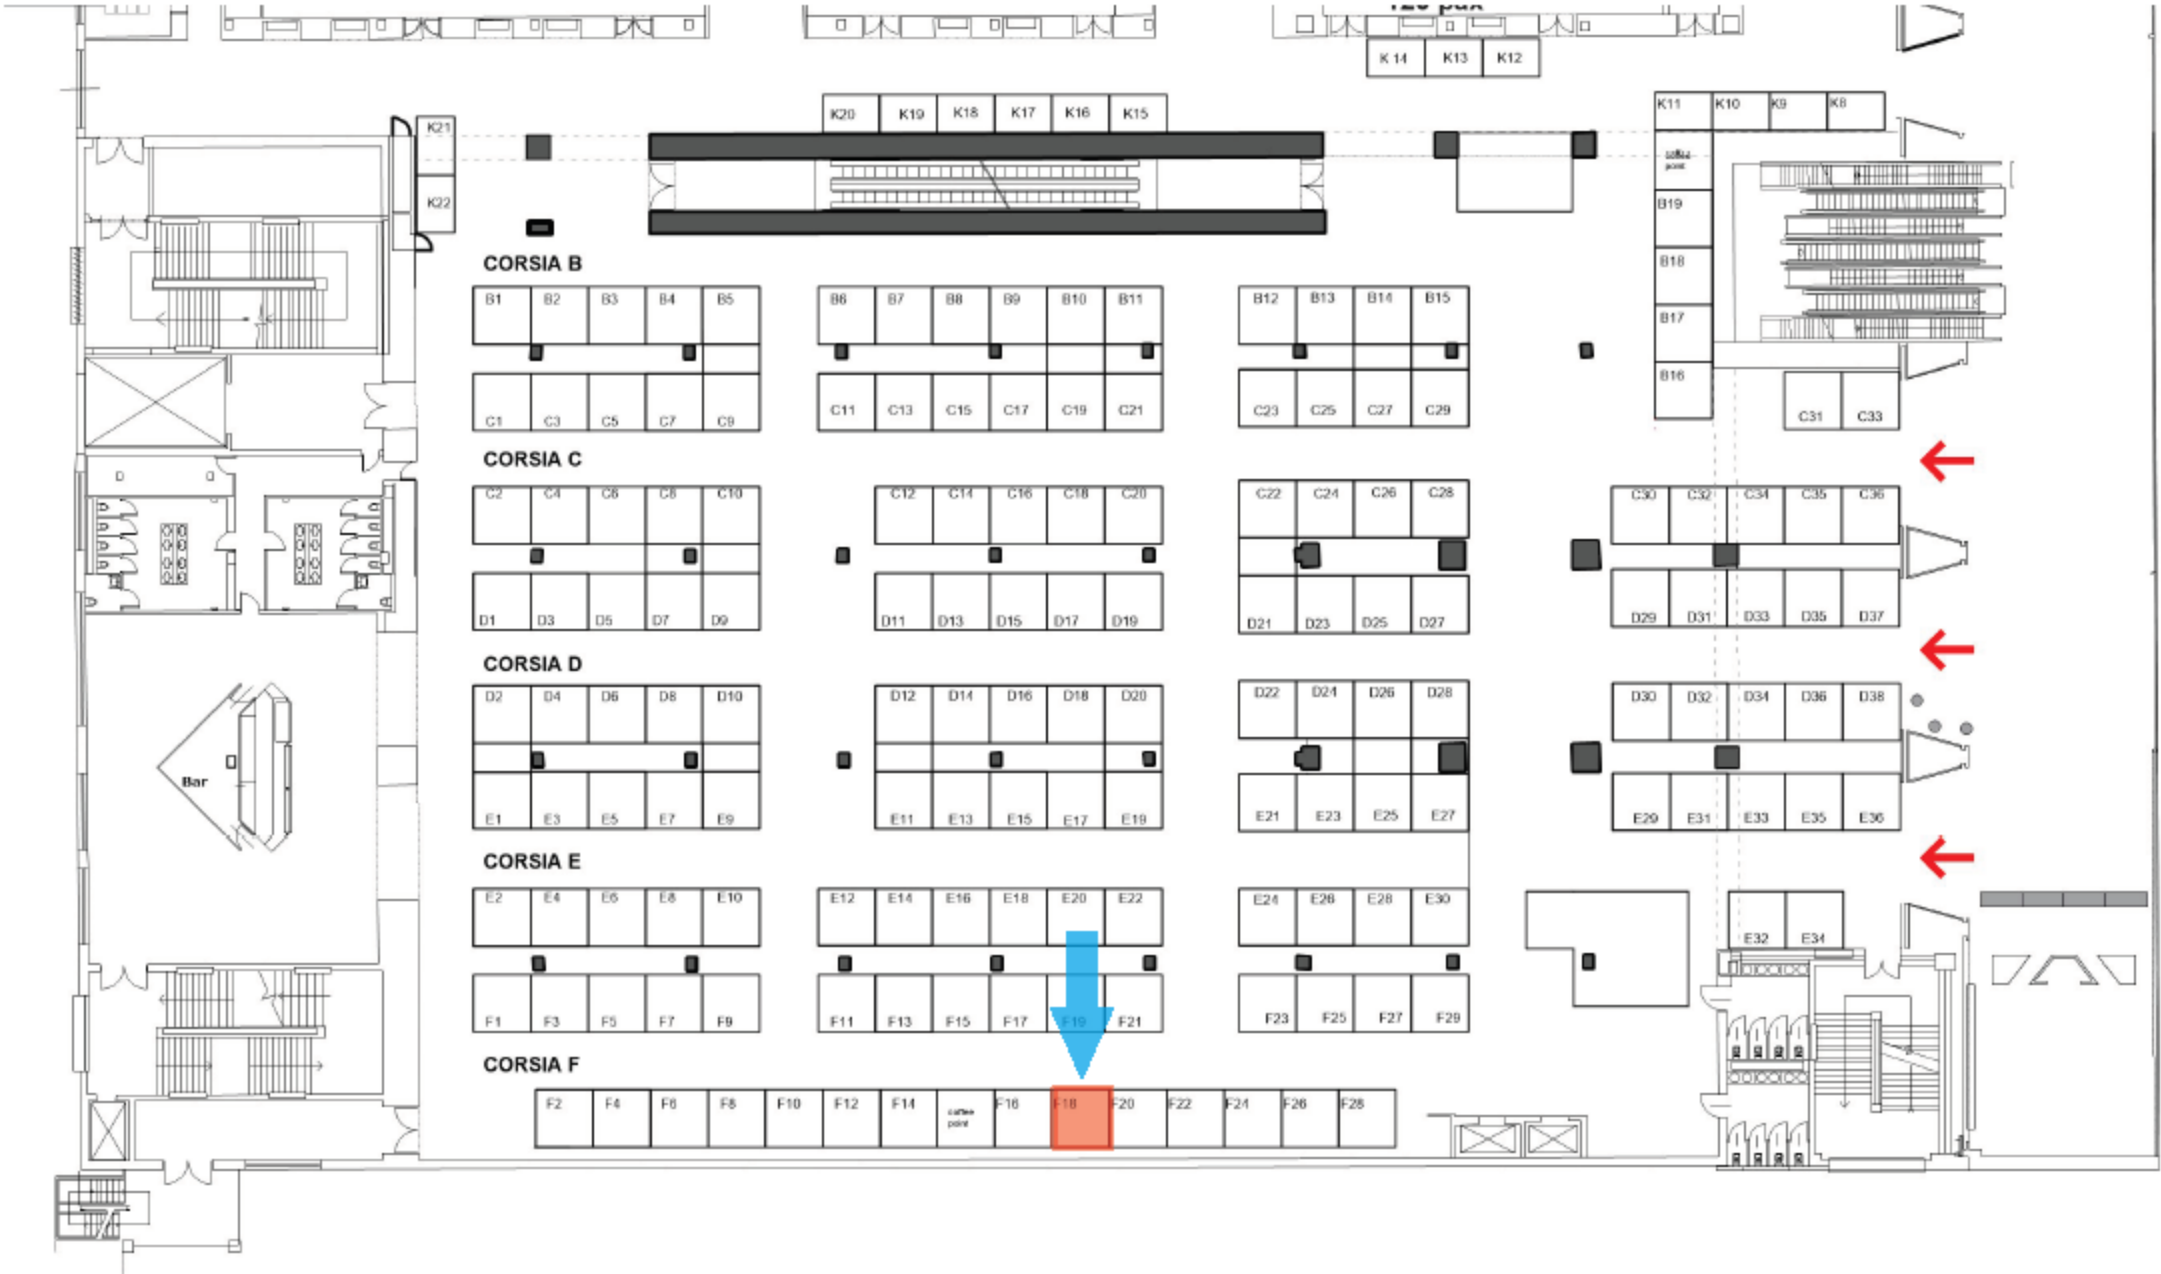 120 pax
K 14 K13 K12
K20 K19 K18 K17 K16 K15
K11 K10 K9 K8
K21
coffee
point
K22
B19
CORSIA B
B18
B1 B2 B3 B4 B5 B6 B7 B8 B9 B10 B11 B12 B13 B14 B15
B17
B16
C1 C3 C5 C7 C9 C11 C13 C15 C17 C19 C21 C23 C25 C27 C29 C31 C33
CORSIA C
C2 C4 C6 C8 C10 C12 C14 C16 C18 C20 C22 C24 C26 C28 C30 C32 C34 C35 C36
D1 D3 D5 D7 D9 D11 D13 D15 D17 D19 D21 D23 D25 D27 D29 D31 D33 D35 D37
CORSIA D
D2 D4 D6 D8 D10 D12 D14 D16 D18 D20 D22 D24 D26 D28 D30 D32 D34 D36 D38
Bar
E1 E3 E5 E7 E9 E11 E13 E15 E17 E19 E21 E23 E25 E27 E29 E31 E33 E35 E36
CORSIA E
E2 E4 E6 E8 E10 E12 E14 E16 E18 E20 E22 E24 E26 E28 E30
E32 E34
F1 F3 F5 F7 F9 F11 F13 F15 F17 F19 F21 F23 F25 F27 F29
CORSIA F
F2 F4 F6 F8 F10 F12 F14 coffee point F16 F18 F20 F22 F24 F26 F28